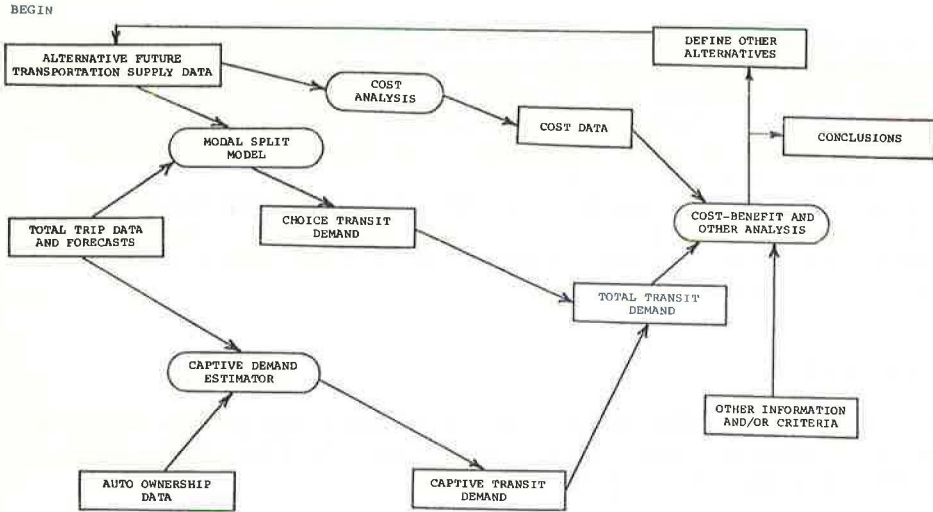 BEGIN
ALTERNATIVE FUTURE
TRANSPORTATION SUPPLY DATA
DEFINE OTHER
ALTERNATIVES
COST
ANALYSIS
COST DATA
CONCLUSIONS
MODAL SPLIT
MODEL
TOTAL TRIP DATA
AND FORECASTS
CHOICE TRANSIT
DEMAND
COST-BENEFIT AND
OTHER ANALYSIS
TOTAL TRANSIT
DEMAND
CAPTIVE DEMAND
ESTIMATOR
OTHER INFORMATION
AND/OR CRITERIA
AUTO OWNERSHIP
DATA
CAPTIVE TRANSIT
DEMAND